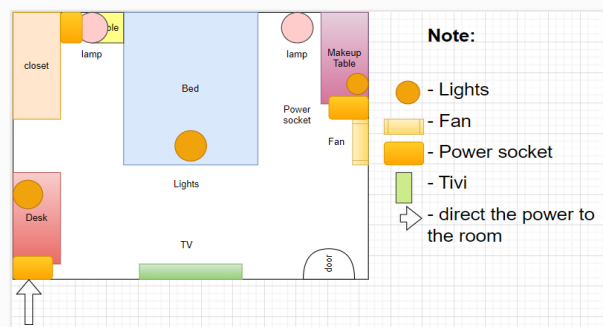 ble
lamp
lamp
closet
Makeup
Table
Bed
Power
socket
Fan
Lights
Desk
TV
door
Note:
- Lights
- Fan
- Power socket
- Tivi
- direct the power to
the room